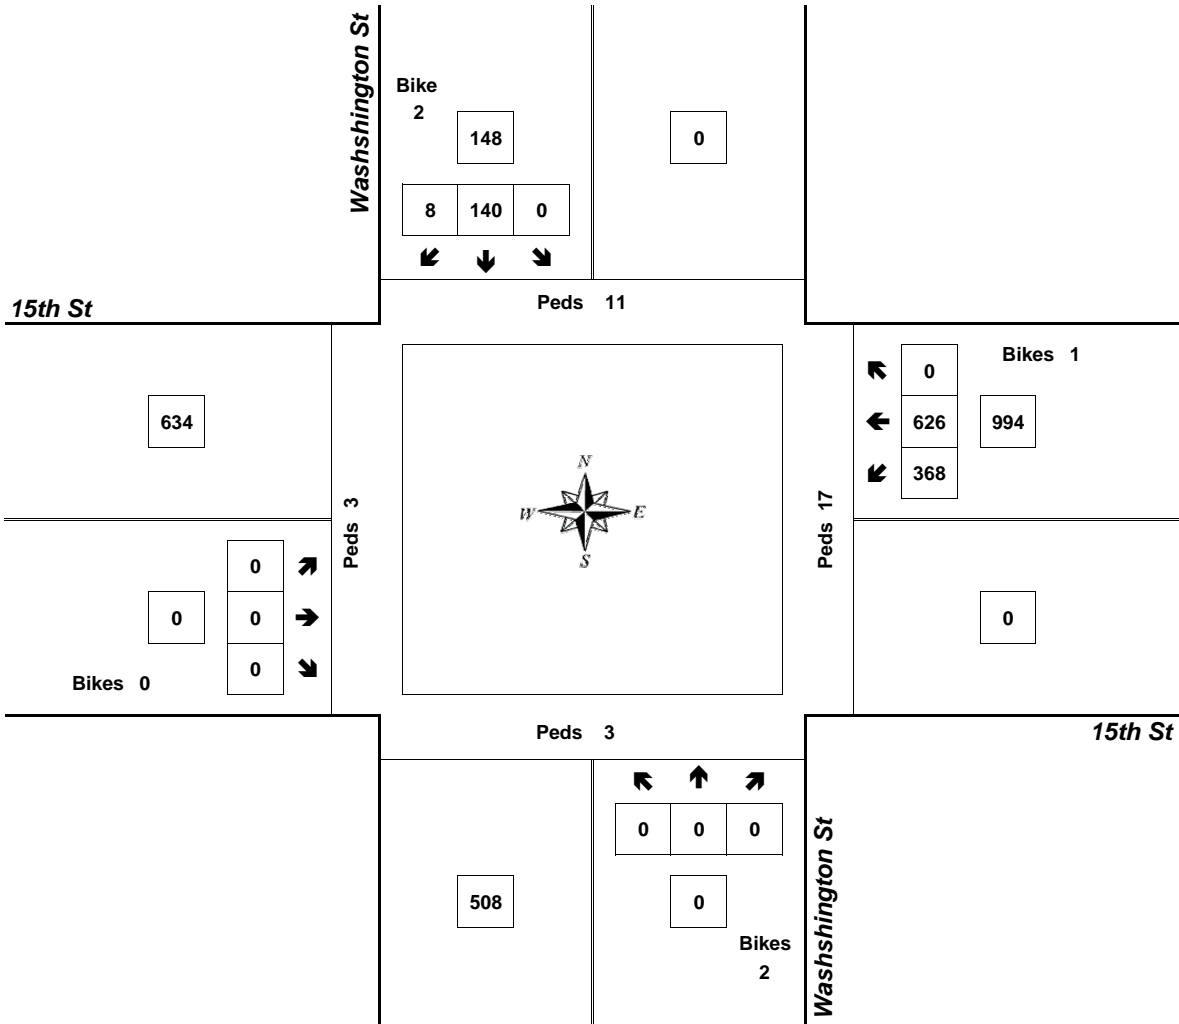 Washshington St
Bike
2
148
0
8 140 0
15th St
Peds 11
Bikes 1
0
634
626 994
368
N
W E
S
Peds 3
Peds 17
0
0 0
0
0
Bikes 0
Peds 3
15th St
0 0 0
Washshington St
508
0
Bikes
2